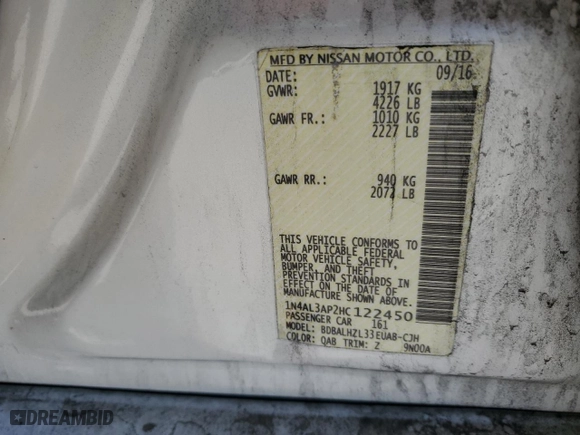 MFD BY NISSAN MOTOR CO., LTD.
DATE: 09/16
GVWR: 1917 KG
4226 LB
GAWR FR.: 1010 KG
2227 LB
GAWR RR.: 940 KG
2072 LB
THIS VEHICLE CONFORMS TO
ALL APPLICABLE FEDERAL
MOTOR VEHICLE SAFETY,
BUMPER, AND THEFT
PREVENTION STANDARDS IN
EFFECT ON THE DATE OF
MANUFACTURE SHOWN ABOVE.
1N4AL3AP2HC122450
PASSENGER CAR 161
MODEL: BDBALHZL33EUAB-CJH
COLOR: QAB TRIM: Z 9N00A
DREAMBID